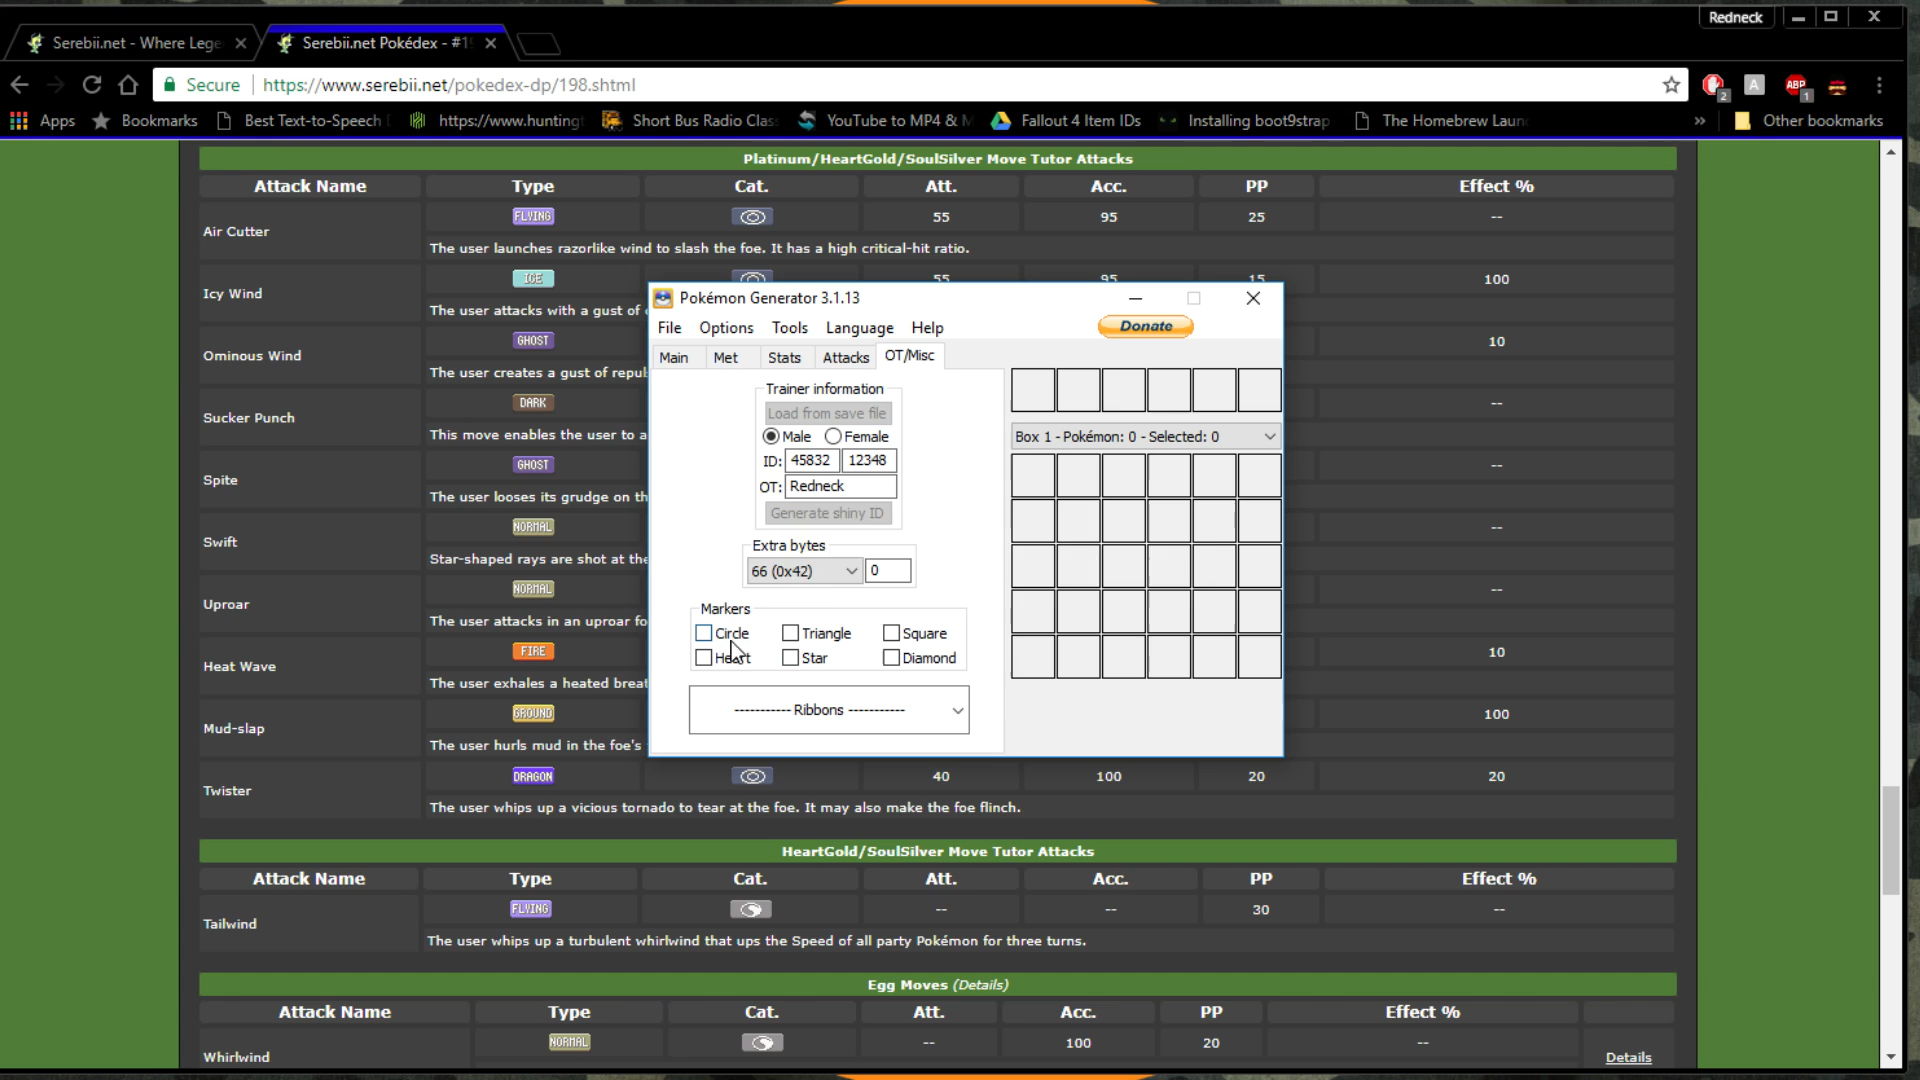 Redneck
Serebii.net - Where Lege
Serebii.net Pokédex - #1
Secure | https://www.serebii.net/pokedex-dp/198.shtml
2 A ABP 1
Apps Bookmarks Best Text-to-Speech https://www.hunting Short Bus Radio Clas YouTube to MP4 & M Fallout 4 Item IDs Installing boot9strap The Homebrew Laun » Other bookmarks
Platinum/HeartGold/SoulSilver Move Tutor Attacks
Attack Name Type Cat. Att. Acc. PP Effect %
Air Cutter FLYING 55 95 25 --
The user launches razorlike wind to slash the foe. It has a high critical-hit ratio.
Icy Wind ICE 55 95 15 100
The user attacks with a gust of
Ominous Wind GHOST 10
The user creates a gust of repul
Sucker Punch DARK --
This move enables the user to a
Spite GHOST --
The user looses its grudge on th
Swift NORMAL --
Star-shaped rays are shot at the
Uproar NORMAL --
The user attacks in an uproar fo
Heat Wave FIRE 10
The user exhales a heated breat
Mud-slap GROUND 100
The user hurls mud in the foe's
Twister DRAGON 40 100 20 20
The user whips up a vicious tornado to tear at the foe. It may also make the foe flinch.
HeartGold/SoulSilver Move Tutor Attacks
Attack Name Type Cat. Att. Acc. PP Effect %
Tailwind FLYING -- -- 30 --
The user whips up a turbulent whirlwind that ups the Speed of all party Pokémon for three turns.
Egg Moves (Details)
Attack Name Type Cat. Att. Acc. PP Effect %
Whirlwind NORMAL -- 100 20 --
Details
Pokémon Generator 3.1.13
File Options Tools Language Help Donate
Main Met Stats Attacks OT/Misc
Trainer information
Load from save file
Male Female
ID: 45832 12348
OT: Redneck
Generate shiny ID
Extra bytes
66 (0x42) 0
Markers
Circle Triangle Square
Heart Star Diamond
----------- Ribbons -----------
Box 1 - Pokémon: 0 - Selected: 0